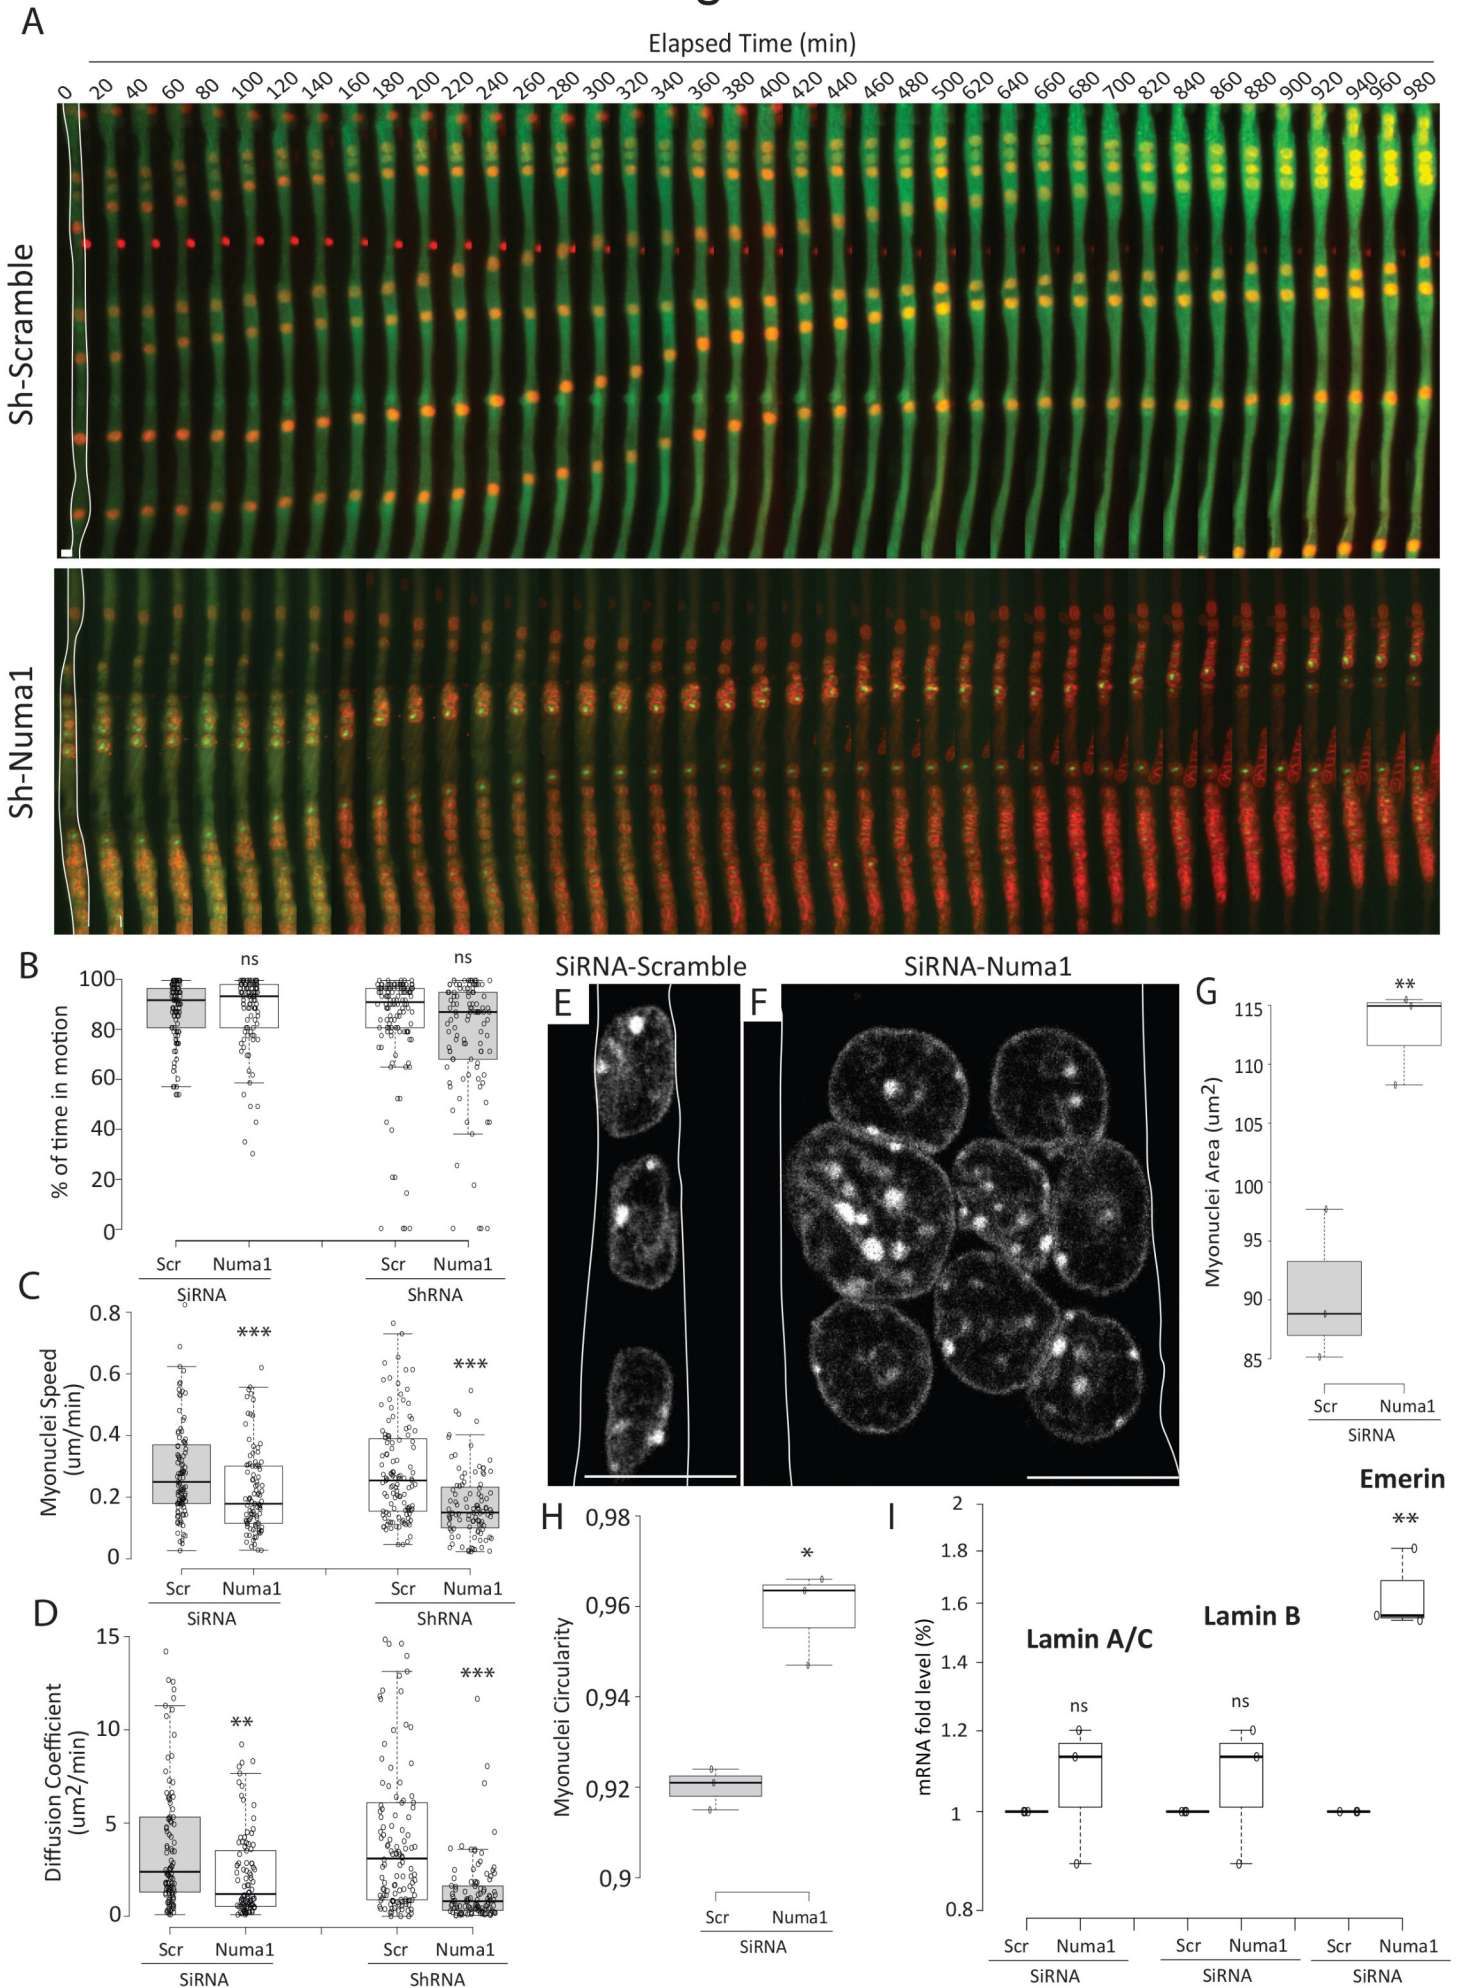 A
Elapsed Time (min)
0 20 40 60 80 100 120 140 160 180 200 220 240 260 280 300 320 340 360 380 400 420 440 460 480 500 620 640 660 680 700 820 840 860 880 900 920 940 960 980
Sh-Scramble
Sh-Numa1
B
% of time in motion
100
80
60
40
20
0
ns
ns
Scr Numa1 Scr Numa1
SiRNA ShRNA
C
Myonuclei Speed
(um/min)
0.8
0.6
0.4
0.2
0
***
***
Scr Numa1 Scr Numa1
SiRNA ShRNA
D
Diffusion Coefficient
(um2/min)
15
10
5
0
**
***
Scr Numa1 Scr Numa1
SiRNA ShRNA
SiRNA-Scramble
E
SiRNA-Numa1
F
G
Myonuclei Area (um2)
115
110
105
100
95
90
85
**
Scr Numa1
SiRNA
H
Myonuclei Circularity
0,98
0,96
0,94
0,92
0,9
*
Scr Numa1
SiRNA
I
mRNA fold level (%)
2
1.8
1.6
1.4
1.2
1
0.8
Lamin A/C
ns
Lamin B
ns
Emerin
**
Scr Numa1 Scr Numa1 Scr Numa1
SiRNA SiRNA SiRNA